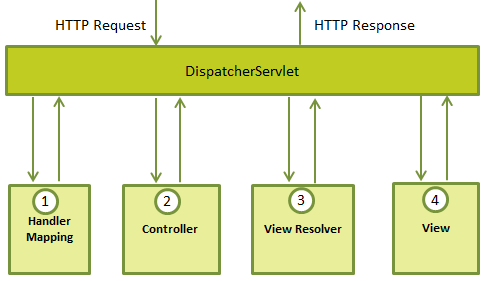 HTTP Request
HTTP Response
DispatcherServlet
1
Handler
Mapping
2
Controller
3
View Resolver
4
View